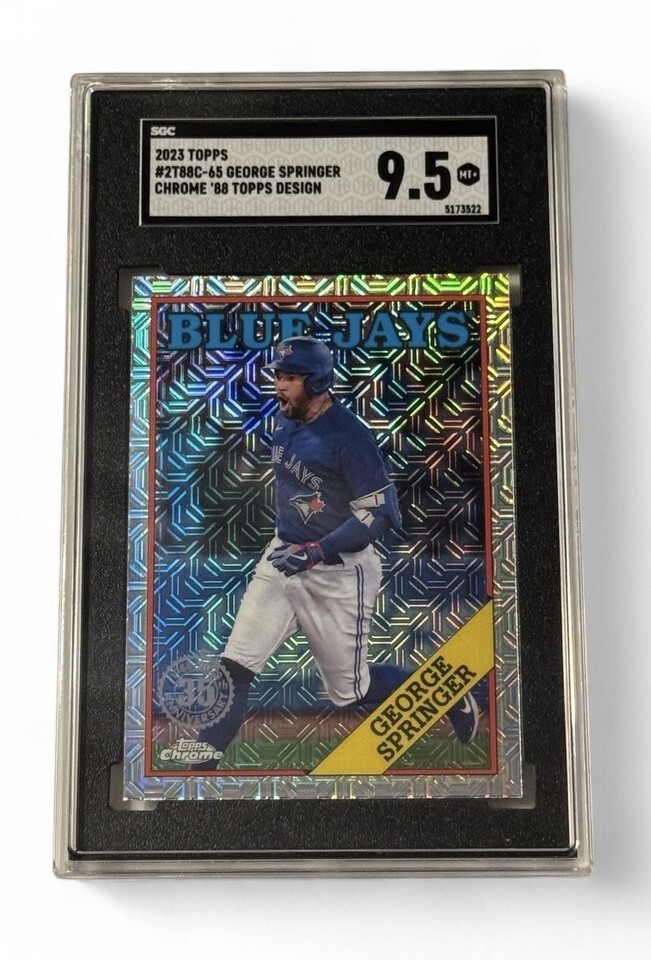 SGC
2023 TOPPS
#2T88C-65 GEORGE SPRINGER
CHROME '88 TOPPS DESIGN
9.5
MT+
5173522
BLUE JAYS
BLUE JAYS
GEORGE
SPRINGER
35
ANNIVERSARY
Topps
Chrome